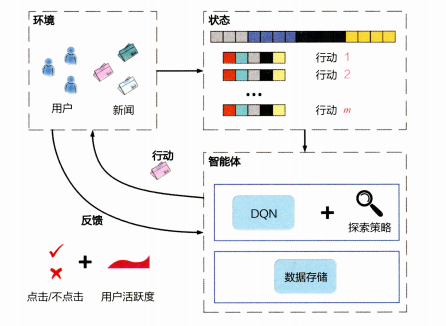 环境
用户
新闻
状态
行动 1
行动 2
...
行动 m
行动
反馈
点击/不点击
用户活跃度
智能体
DQN
+
探索策略
数据存储
+